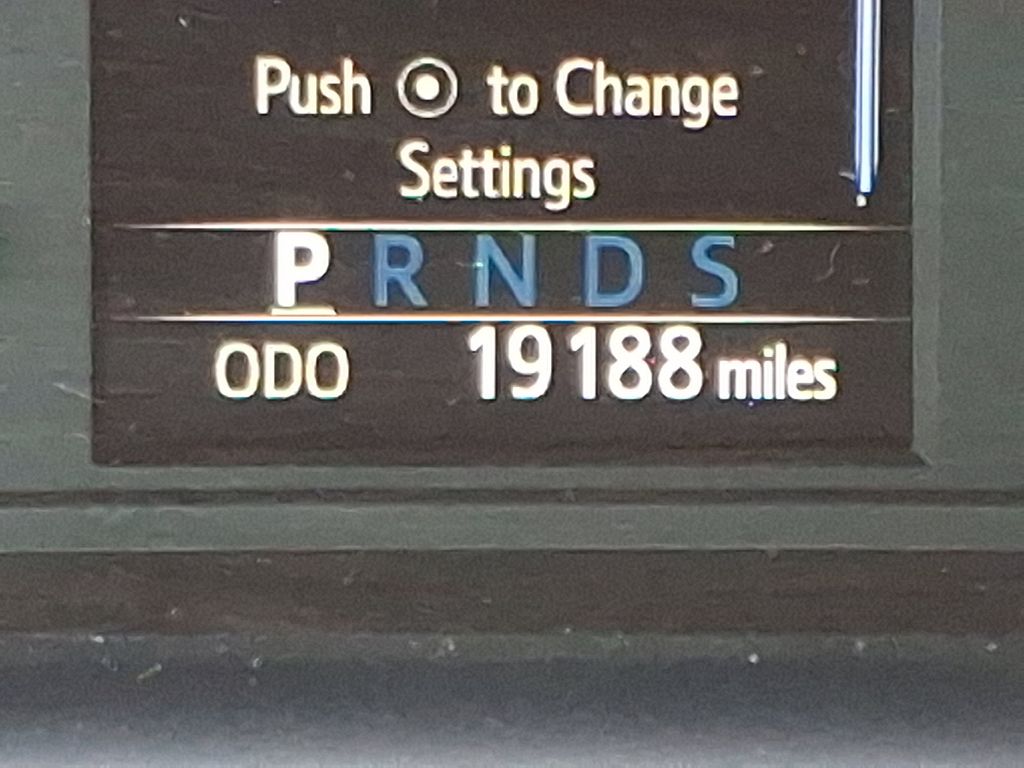 Push to Change
Settings
P R N D S
ODO 19188 miles